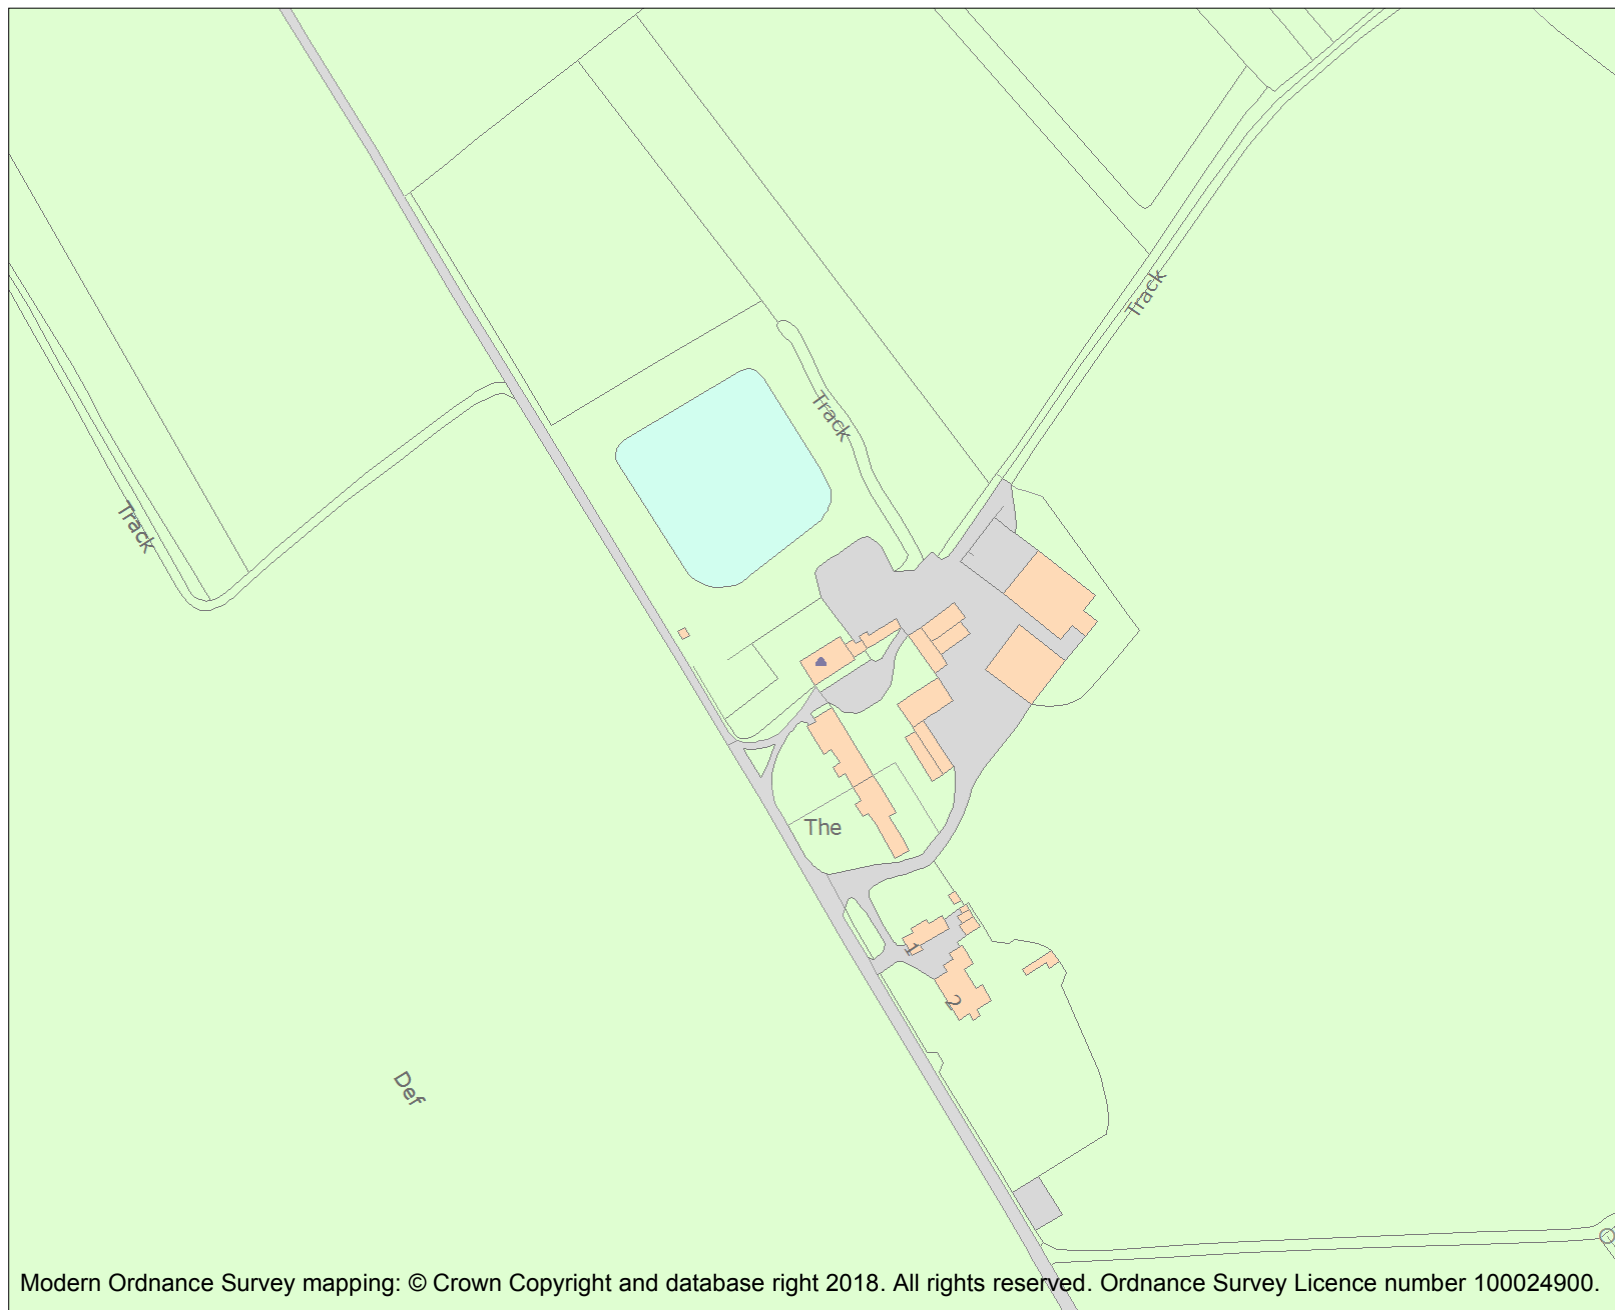 Track
Track
Track
The
1
2
Def
Modern Ordnance Survey mapping: © Crown Copyright and database right 2018. All rights reserved. Ordnance Survey Licence number 100024900.